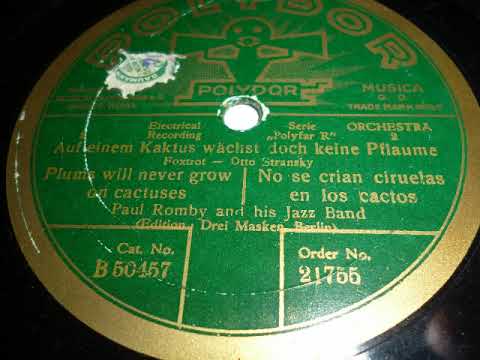 POLYDOR
POLYDOR
MUSICA
TRADE MARK
Electrical Recording
Serie „Polyfar R"
ORCHESTRA
2
Auf einem Kaktus wächst doch keine Pflaume
Foxtrot — Otto Stransky
Plums will never grow on cactuses
No se crian ciruelas en los cactos
Paul Romby and his Jazz Band
(Edition: Drei Masken, Berlin)
Cat. No.
B 50457
Order No.
21755